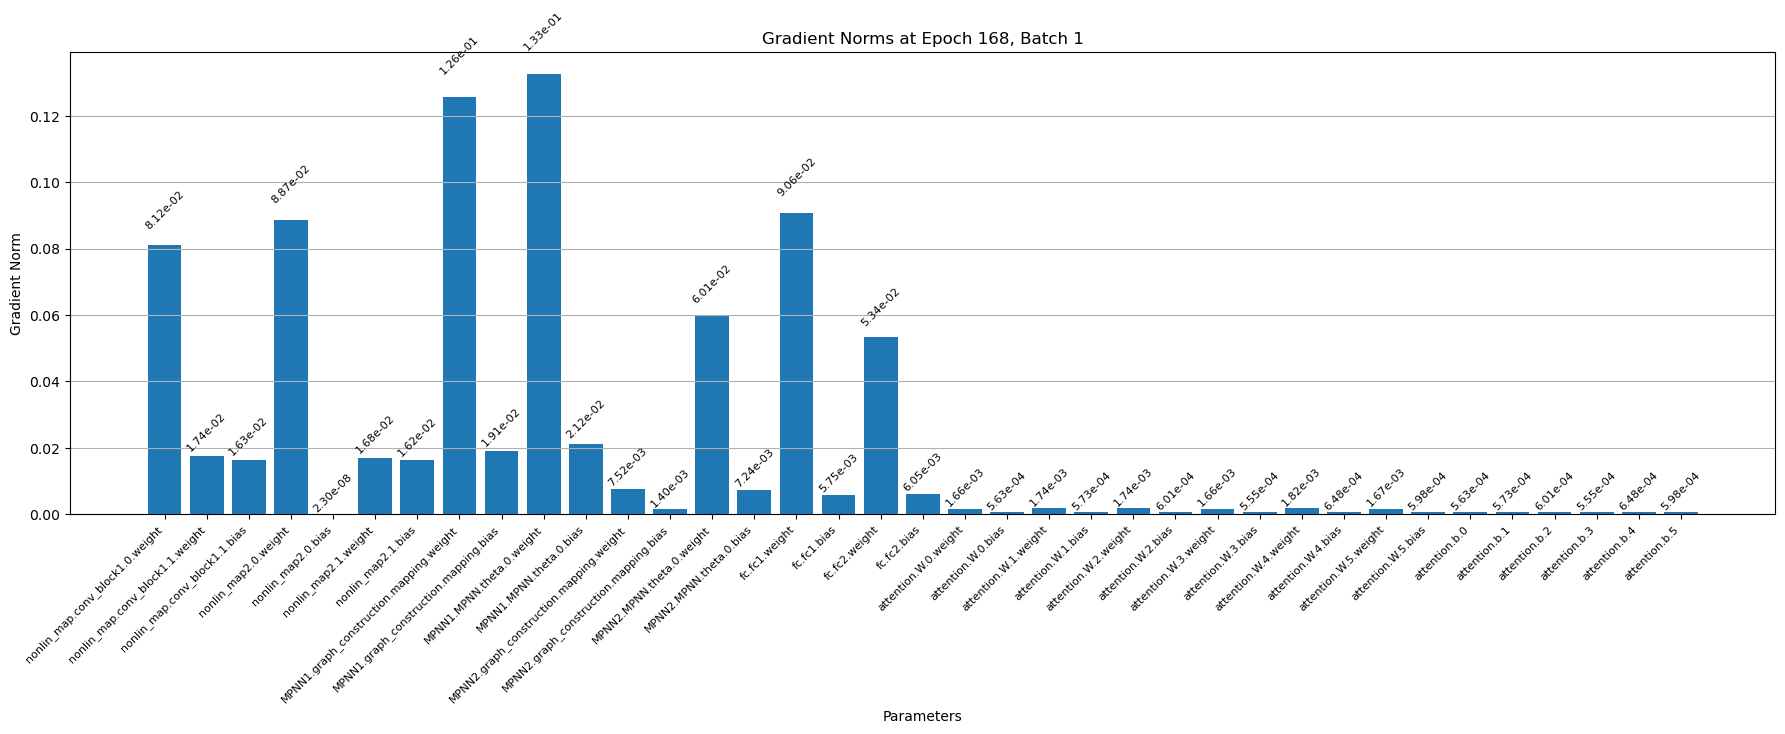 Gradient Norms at Epoch 168, Batch 1
Gradient Norm
0.12
0.10
0.08
0.06
0.04
0.02
0.00
8.12e-02
1.74e-02
1.63e-02
8.87e-02
2.30e-08
1.68e-02
1.62e-02
1.26e-01
1.91e-02
1.33e-01
2.12e-02
7.52e-03
1.40e-03
6.01e-02
7.24e-03
9.06e-02
5.75e-03
5.34e-02
6.05e-03
1.66e-03
5.63e-04
1.74e-03
5.73e-04
1.74e-03
6.01e-04
1.66e-03
5.55e-04
1.82e-03
6.48e-04
1.67e-03
5.98e-04
5.63e-04
5.73e-04
6.01e-04
5.55e-04
6.48e-04
5.98e-04
nonlin_map.conv_block1.0.weight
nonlin_map.conv_block1.1.weight
nonlin_map.conv_block1.1.bias
nonlin_map2.0.weight
nonlin_map2.0.bias
nonlin_map2.1.weight
nonlin_map2.1.bias
MPNN1.graph_construction.mapping.weight
MPNN1.graph_construction.mapping.bias
MPNN1.MPNN.theta.0.weight
MPNN1.MPNN.theta.0.bias
MPNN2.graph_construction.mapping.weight
MPNN2.graph_construction.mapping.bias
MPNN2.MPNN.theta.0.weight
MPNN2.MPNN.theta.0.bias
fc.fc1.weight
fc.fc1.bias
fc.fc2.weight
fc.fc2.bias
attention.W.0.weight
attention.W.0.bias
attention.W.1.weight
attention.W.1.bias
attention.W.2.weight
attention.W.2.bias
attention.W.3.weight
attention.W.3.bias
attention.W.4.weight
attention.W.4.bias
attention.W.5.weight
attention.W.5.bias
attention.b.0
attention.b.1
attention.b.2
attention.b.3
attention.b.4
attention.b.5
Parameters